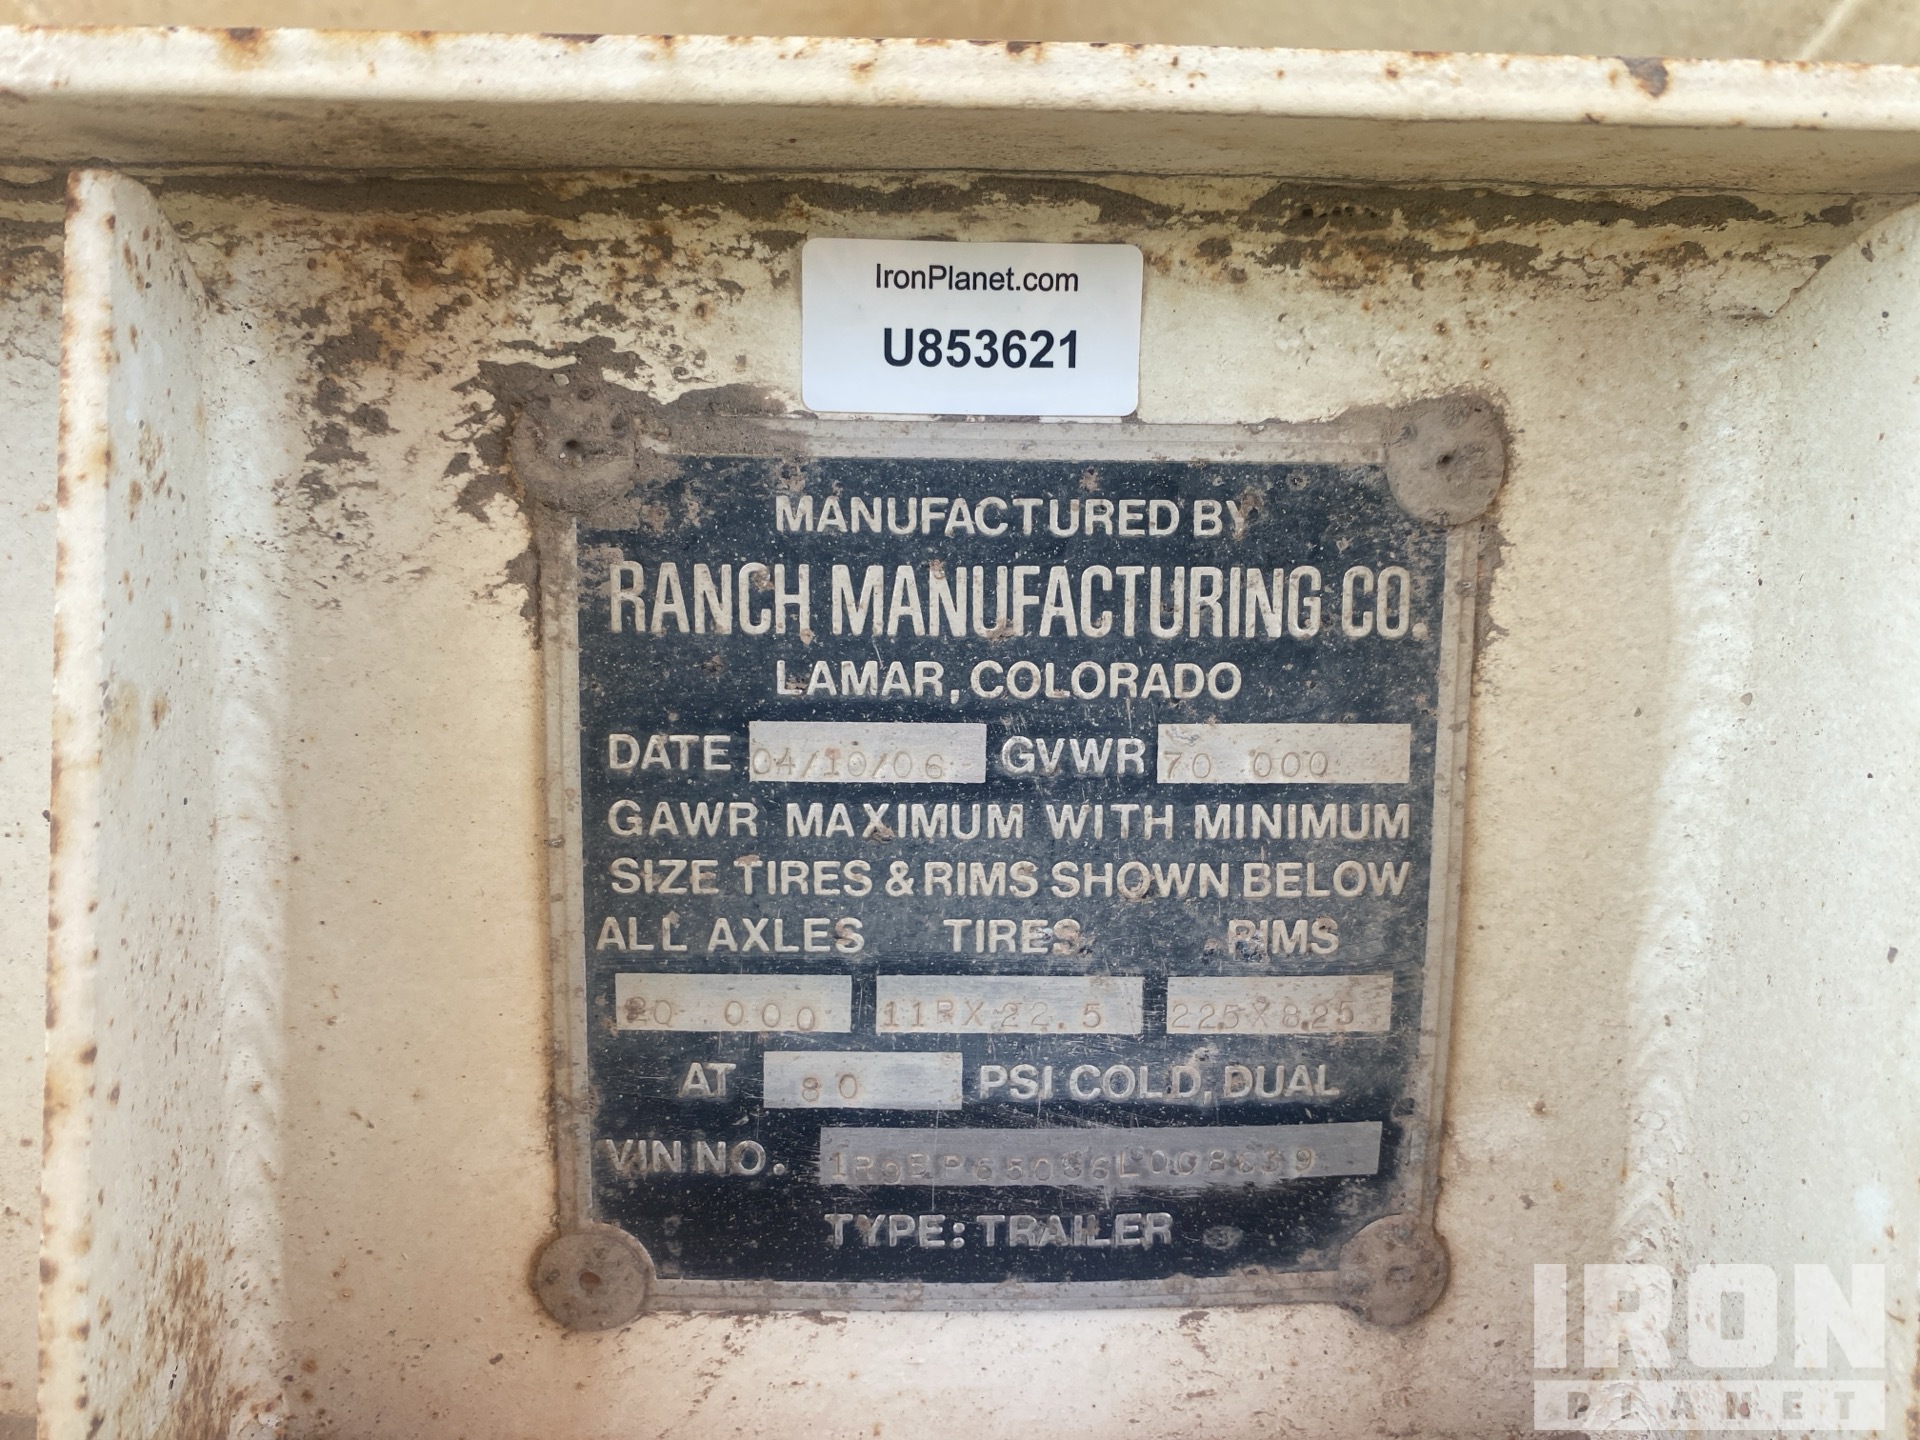 IronPlanet.com
U853621
MANUFACTURED BY
RANCH MANUFACTURING CO.
LAMAR, COLORADO
DATE 04/10/06 GVWR 70 000
GAWR MAXIMUM WITH MINIMUM
SIZE TIRES & RIMS SHOWN BELOW
ALL AXLES TIRES RIMS
20 000 11RX22.5 225X825
AT 80 PSI COLD, DUAL
VIN NO.
TYPE: TRAILER
IRON
PLANET